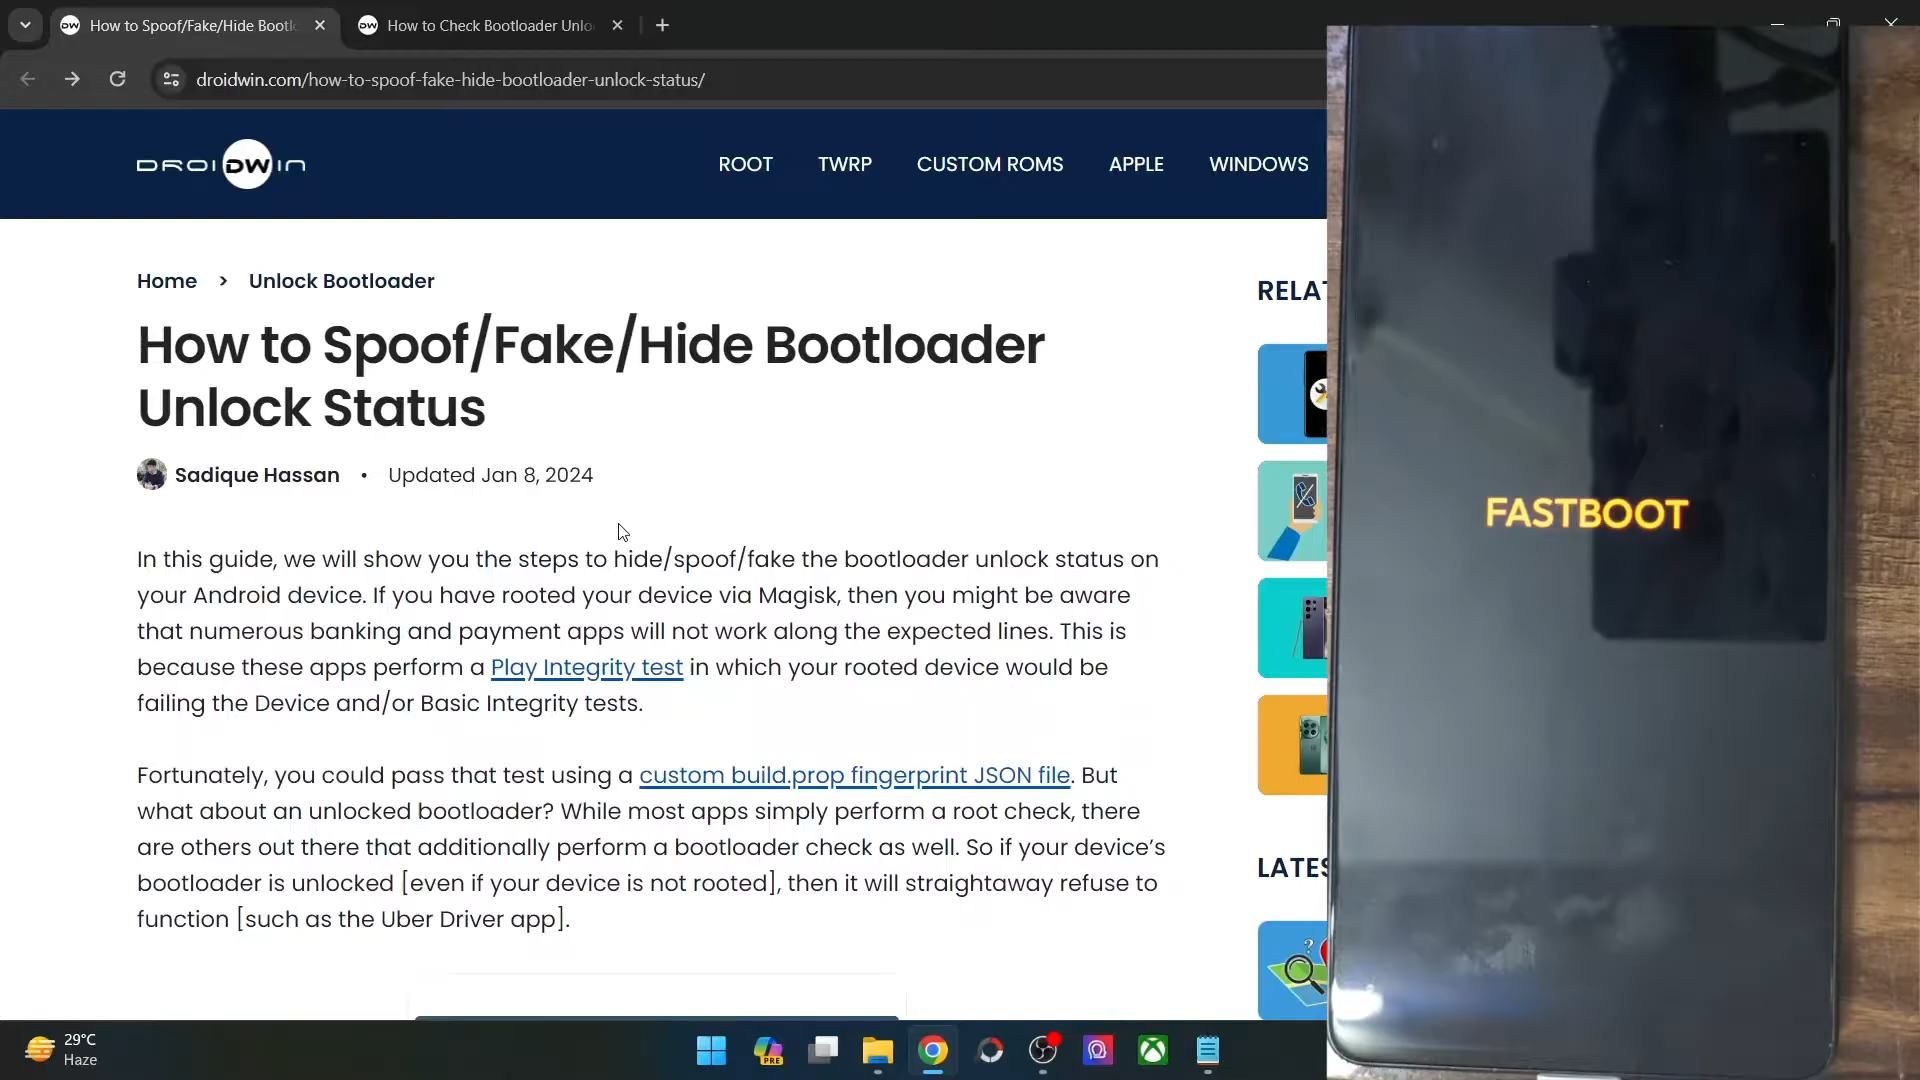 How to Spoof/Fake/Hide Bootl
How to Check Bootloader Unlo
droidwin.com/how-to-spoof-fake-hide-bootloader-unlock-status/
DROIDWIN
ROOT
TWRP
CUSTOM ROMS
APPLE
WINDOWS
Home > Unlock Bootloader
RELAT
How to Spoof/Fake/Hide Bootloader
Unlock Status
Sadique Hassan • Updated Jan 8, 2024
FASTBOOT
In this guide, we will show you the steps to hide/spoof/fake the bootloader unlock status on
your Android device. If you have rooted your device via Magisk, then you might be aware
that numerous banking and payment apps will not work along the expected lines. This is
because these apps perform a Play Integrity test in which your rooted device would be
failing the Device and/or Basic Integrity tests.
Fortunately, you could pass that test using a custom build.prop fingerprint JSON file. But
what about an unlocked bootloader? While most apps simply perform a root check, there
are others out there that additionally perform a bootloader check as well. So if your device’s
bootloader is unlocked [even if your device is not rooted], then it will straightaway refuse to
function [such as the Uber Driver app].
LATES
29°C
Haze
PRE